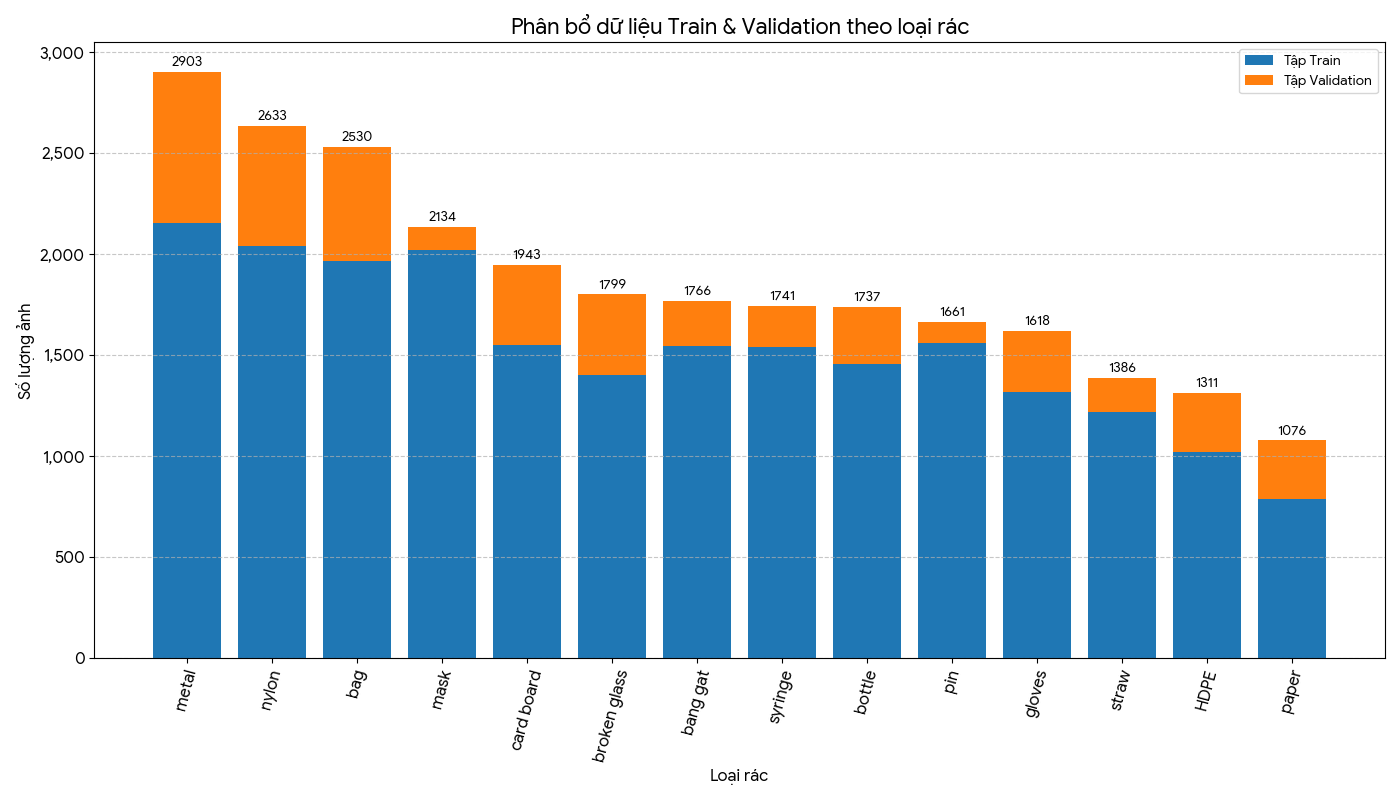 Phân bổ dữ liệu Train & Validation theo loại rác
Tập Train
Tập Validation
Số lượng ảnh
3,000
2,500
2,000
1,500
1,000
500
0
2903
2633
2530
2134
1943
1799
1766
1741
1737
1661
1618
1386
1311
1076
metal
nylon
bag
mask
card board
broken glass
bang gat
syringe
bottle
pin
gloves
straw
HDPE
paper
Loại rác